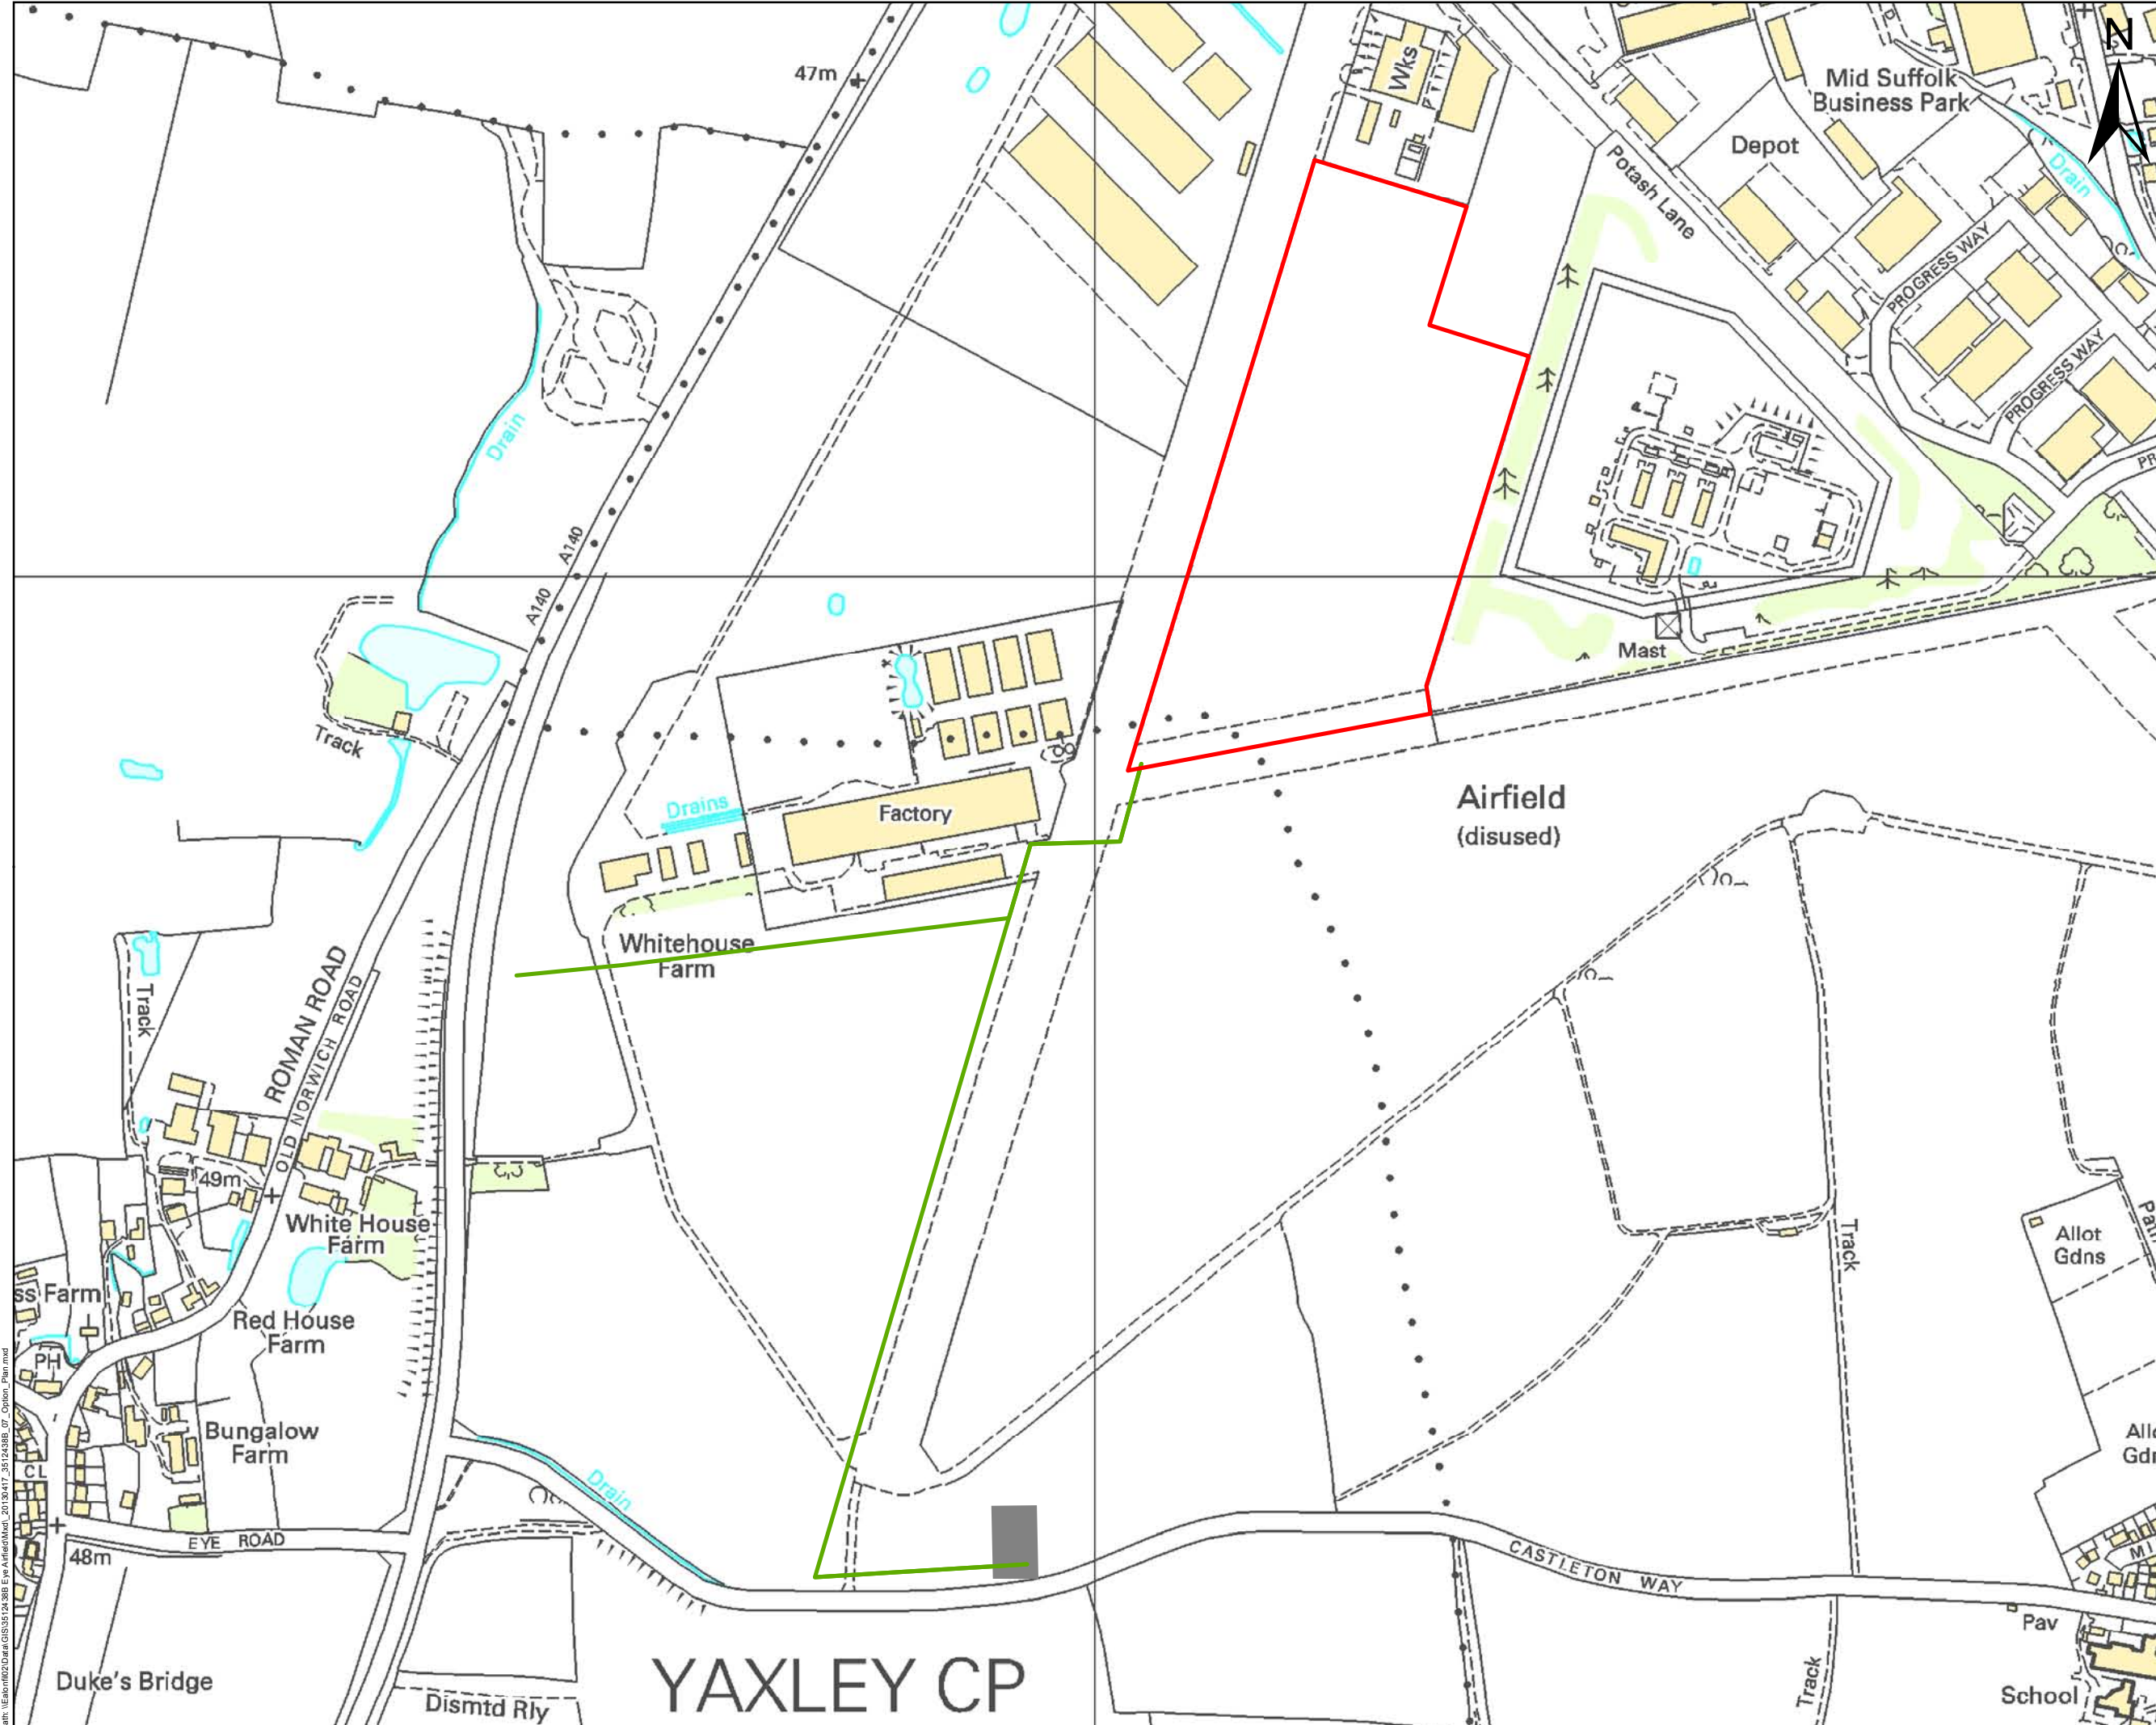 N
47m
Wks
Mid Suffolk
Business Park
Depot
Potash Lane
Drain
PROGRESS WAY
PROGRESS WAY
Drain
A140
A140
Mast
Track
Drains
Factory
Airfield
(disused)
Whitehouse
Farm
ROMAN ROAD
OLD NORWICH ROAD
Track
49m
White House
Farm
Track
Allot
Gdns
ss Farm
Red House
Farm
PH
Bungalow
Farm
CL
Drain
EYE ROAD
48m
CASTLETON WAY
Pav
YAXLEY CP
Duke's Bridge
Dismtd Rly
Track
School